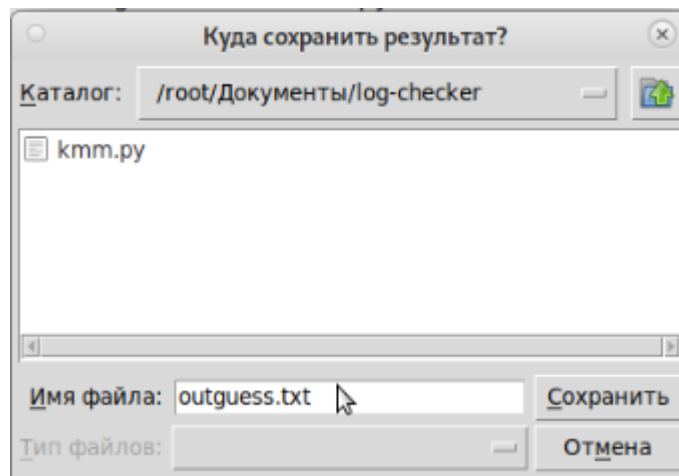 Куда сохранить результат?
Каталог: /root/Документы/log-checker
kmm.py
Имя файла: outguess.txt Сохранить
Тип файлов: Отмена